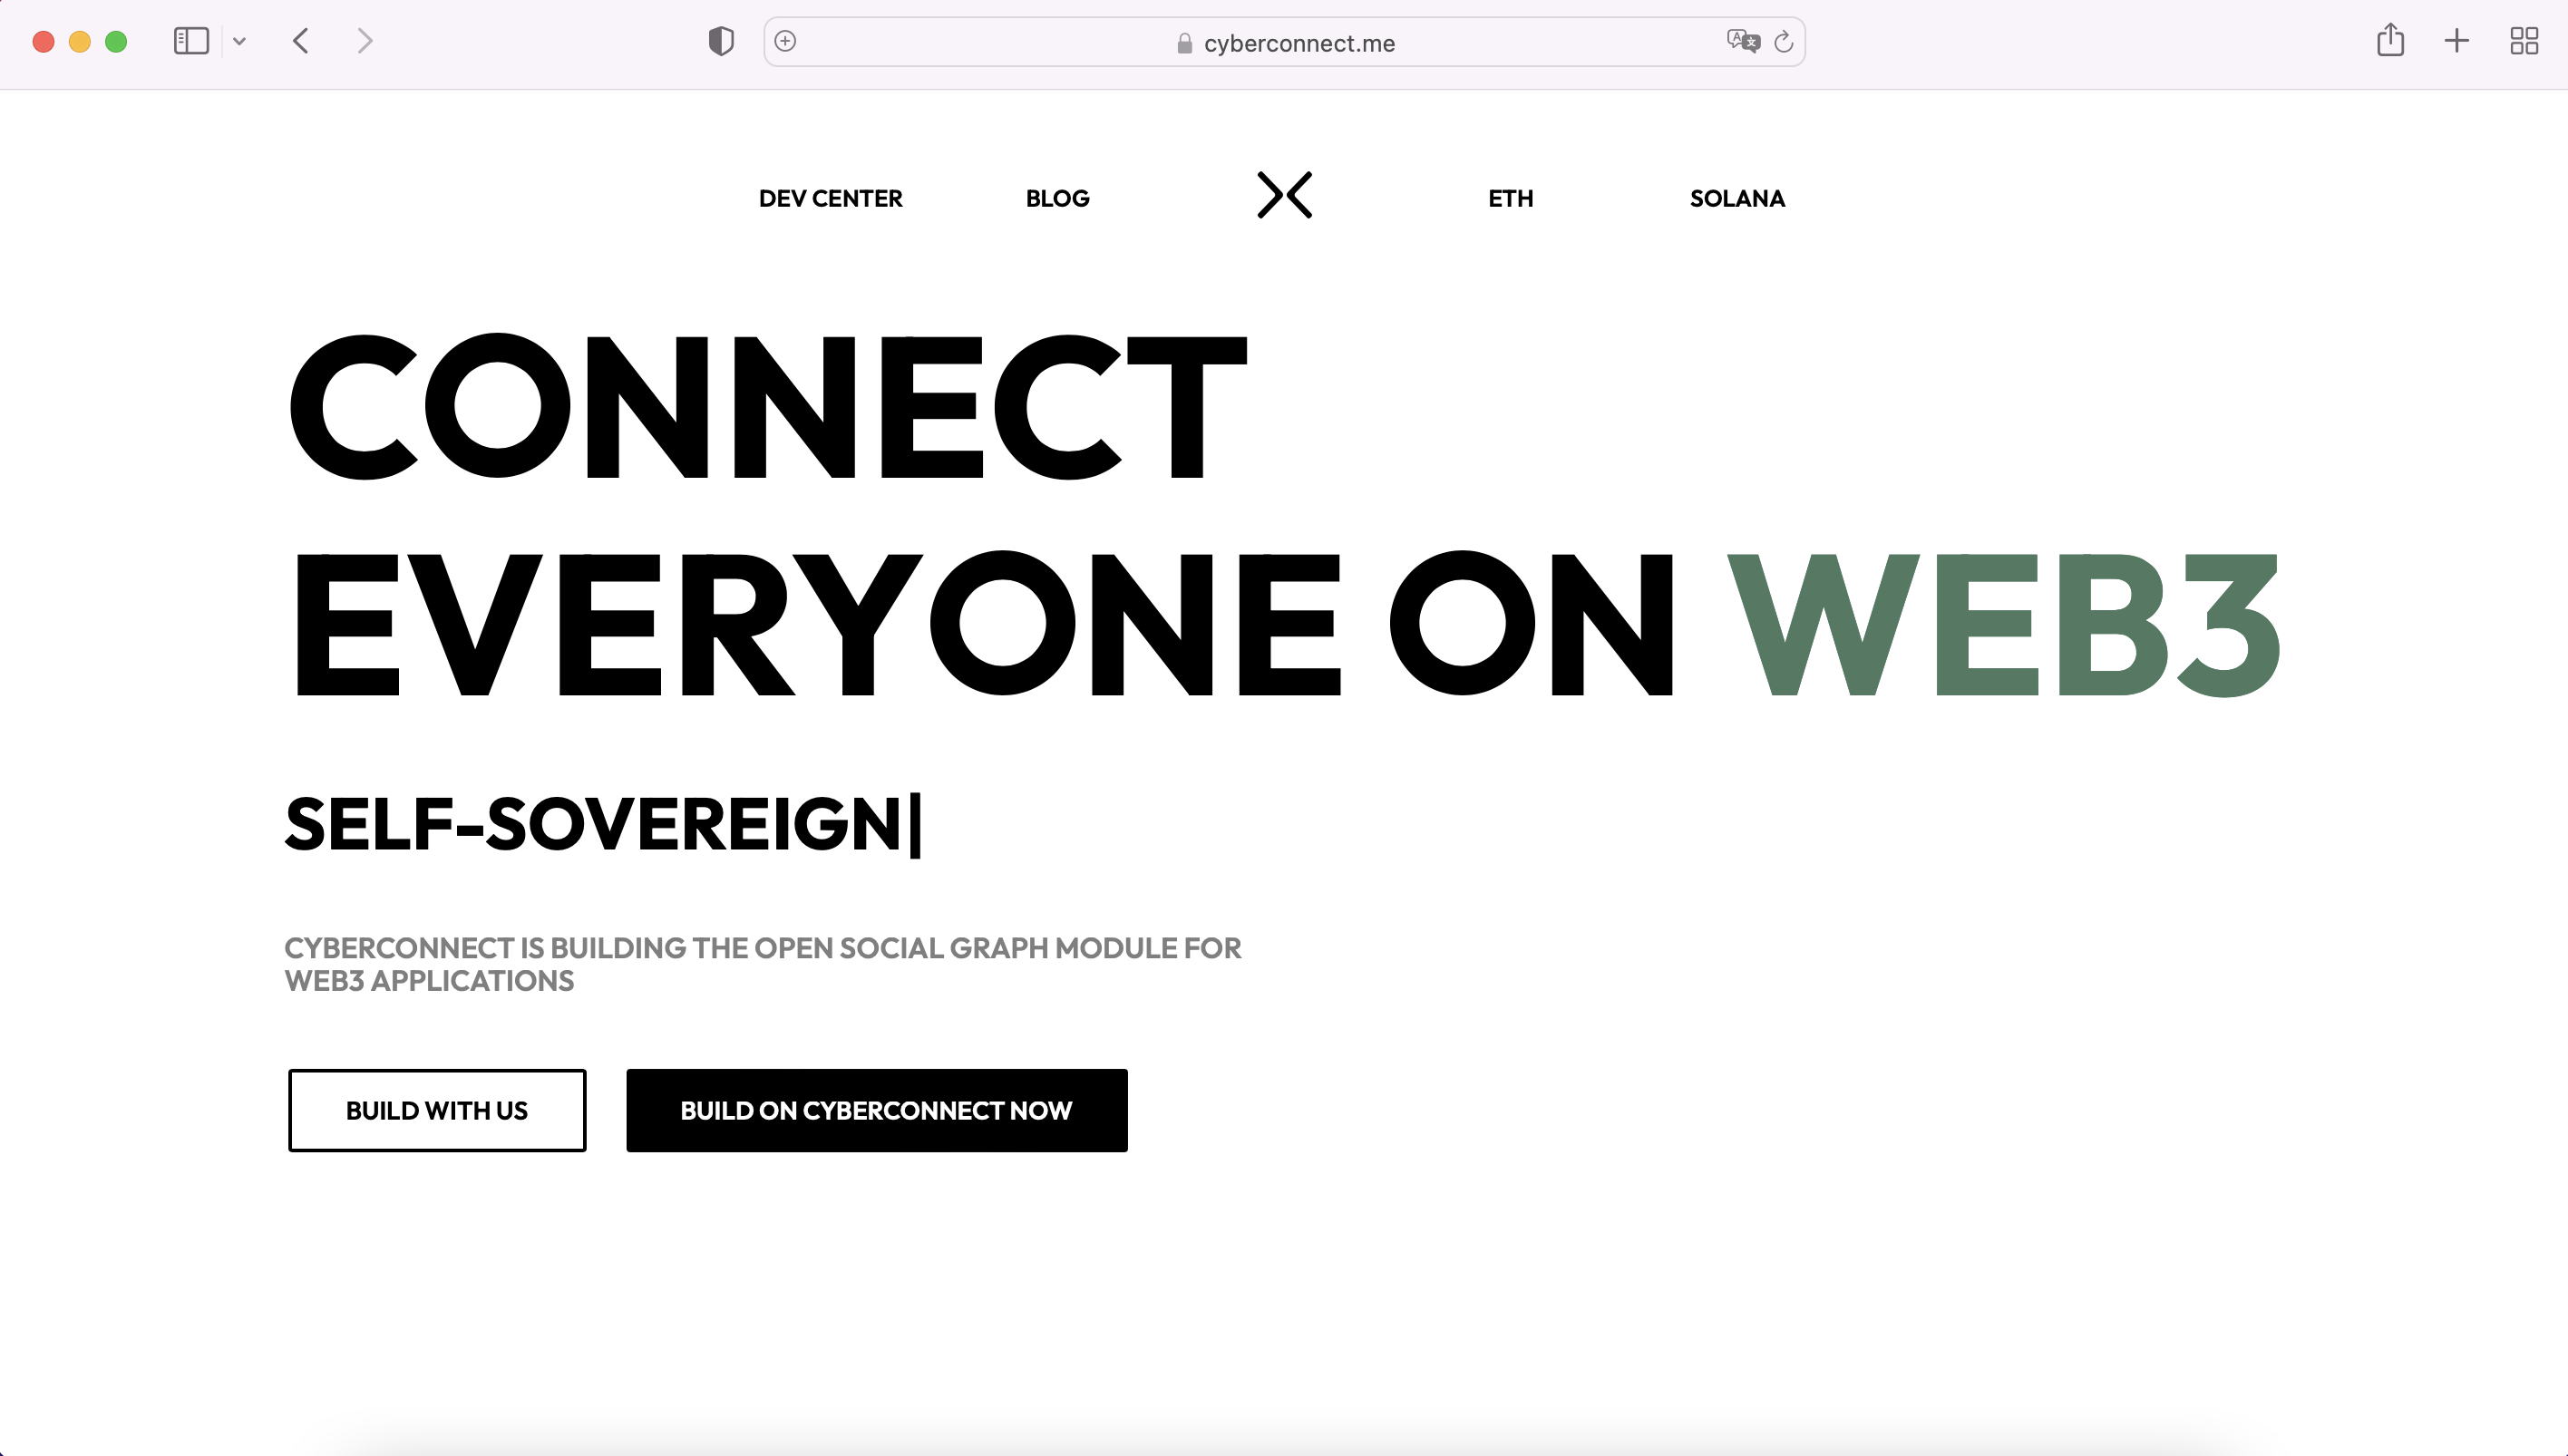 cyberconnect.me
DEV CENTER
BLOG
ETH
SOLANA
CONNECT
EVERYONE ON WEB3
SELF-SOVEREIGN|
CYBERCONNECT IS BUILDING THE OPEN SOCIAL GRAPH MODULE FOR
WEB3 APPLICATIONS
BUILD WITH US
BUILD ON CYBERCONNECT NOW